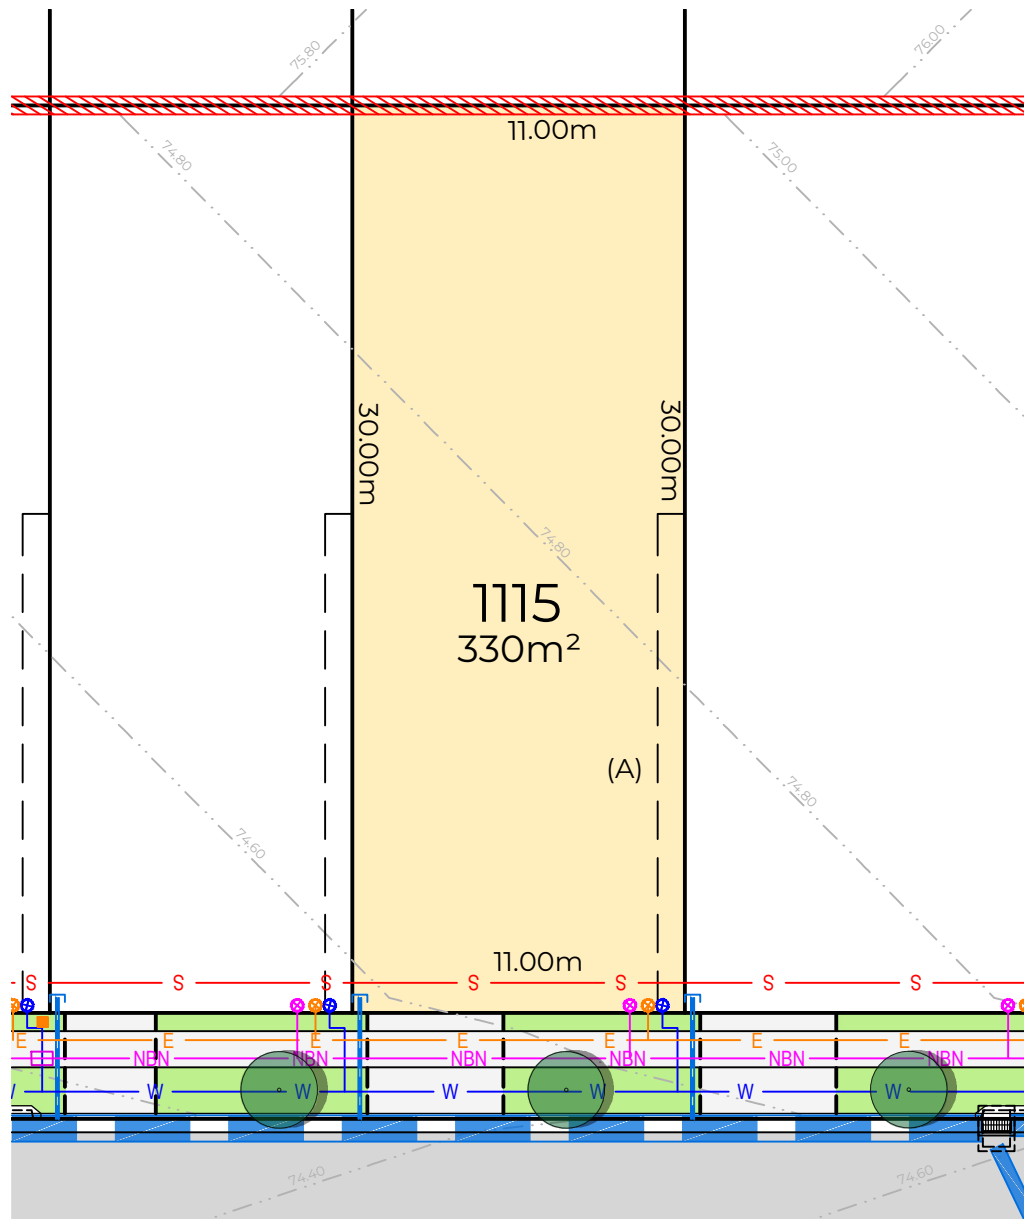 75.80
76.00
11.00m
74.80
75.00
30.00m
30.00m
74.80
1115
330m²
(A)
74.80
74.60
11.00m
S S S S S S S
E E E E E E E
NBN NBN NBN NBN NBN NBN
W W W W W W W
74.40
74.60